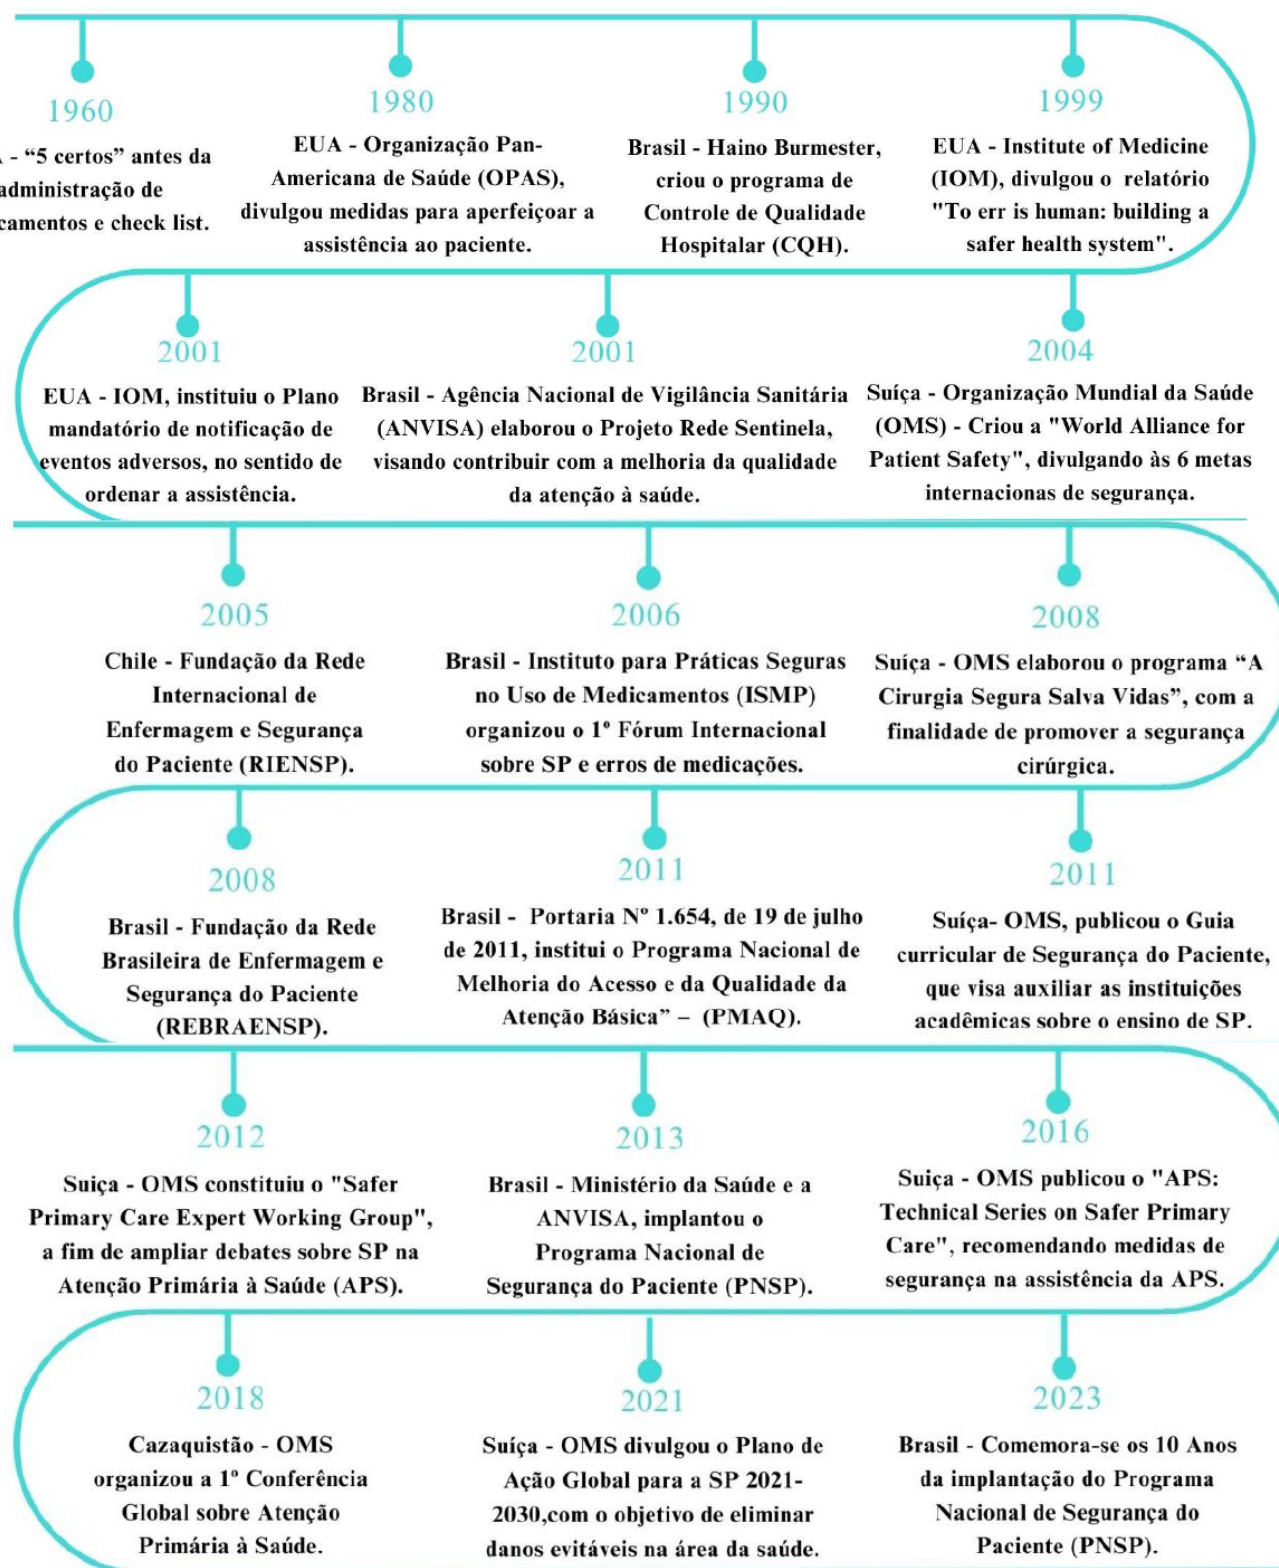 1960
- “5 certos” antes da
administração de
camentos e check list.
1980
EUA - Organização Pan-
Americana de Saúde (OPAS),
divulgou medidas para aperfeiçoar a
assistência ao paciente.
1990
Brasil - Haino Burmester,
criou o programa de
Controle de Qualidade
Hospitalar (CQH).
1999
EUA - Institute of Medicine
(IOM), divulgou o relatório
"To err is human: building a
safer health system".
2001
EUA - IOM, instituiu o Plano
mandatório de notificação de
eventos adversos, no sentido de
ordenar a assistência.
2001
Brasil - Agência Nacional de Vigilância Sanitária
(ANVISA) elaborou o Projeto Rede Sentinela,
visando contribuir com a melhoria da qualidade
da atenção à saúde.
2004
Suíça - Organização Mundial da Saúde
(OMS) - Criou a "World Alliance for
Patient Safety", divulgando às 6 metas
internacionas de segurança.
2005
Chile - Fundação da Rede
Internacional de
Enfermagem e Segurança
do Paciente (RIENSP).
2006
Brasil - Instituto para Práticas Seguras
no Uso de Medicamentos (ISMP)
organizou o 1º Fórum Internacional
sobre SP e erros de medicações.
2008
Suíça - OMS elaborou o programa “A
Cirurgia Segura Salva Vidas”, com a
finalidade de promover a segurança
cirúrgica.
2008
Brasil - Fundação da Rede
Brasileira de Enfermagem e
Segurança do Paciente
(REBRAENSP).
2011
Brasil - Portaria Nº 1.654, de 19 de julho
de 2011, institui o Programa Nacional de
Melhoria do Acesso e da Qualidade da
Atenção Básica” – (PMAQ).
2011
Suíça- OMS, publicou o Guia
curricular de Segurança do Paciente,
que visa auxiliar as instituições
acadêmicas sobre o ensino de SP.
2012
Suiça - OMS constituiu o "Safer
Primary Care Expert Working Group",
a fim de ampliar debates sobre SP na
Atenção Primária à Saúde (APS).
2013
Brasil - Ministério da Saúde e a
ANVISA, implantou o
Programa Nacional de
Segurança do Paciente (PNSP).
2016
Suiça - OMS publicou o "APS:
Technical Series on Safer Primary
Care", recomendando medidas de
segurança na assistência da APS.
2018
Cazaquistão - OMS
organizou a 1º Conferência
Global sobre Atenção
Primária à Saúde.
2021
Suíça - OMS divulgou o Plano de
Ação Global para a SP 2021-
2030,com o objetivo de eliminar
danos evitáveis na área da saúde.
2023
Brasil - Comemora-se os 10 Anos
da implantação do Programa
Nacional de Segurança do
Paciente (PNSP).